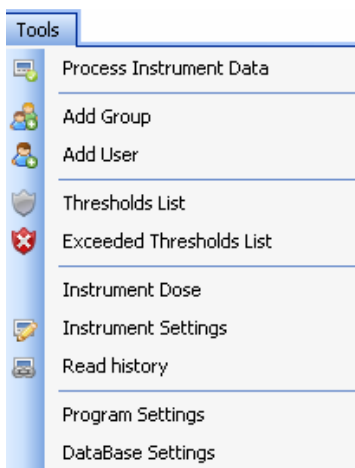 Tools
Process Instrument Data
Add Group
Add User
Thresholds List
Exceeded Thresholds List
Instrument Dose
Instrument Settings
Read history
Program Settings
DataBase Settings